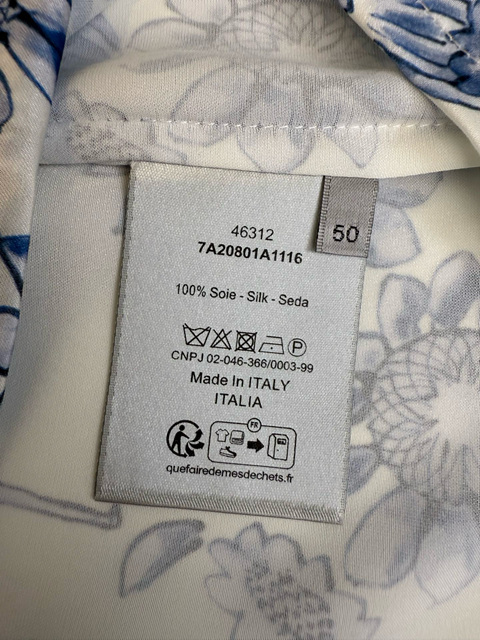 50
46312
7A20801A1116
100% Soie - Silk - Seda
P
CNPJ 02-046-366/0003-99
Made In ITALY
ITALIA
FR
quefairedemesdechets.fr